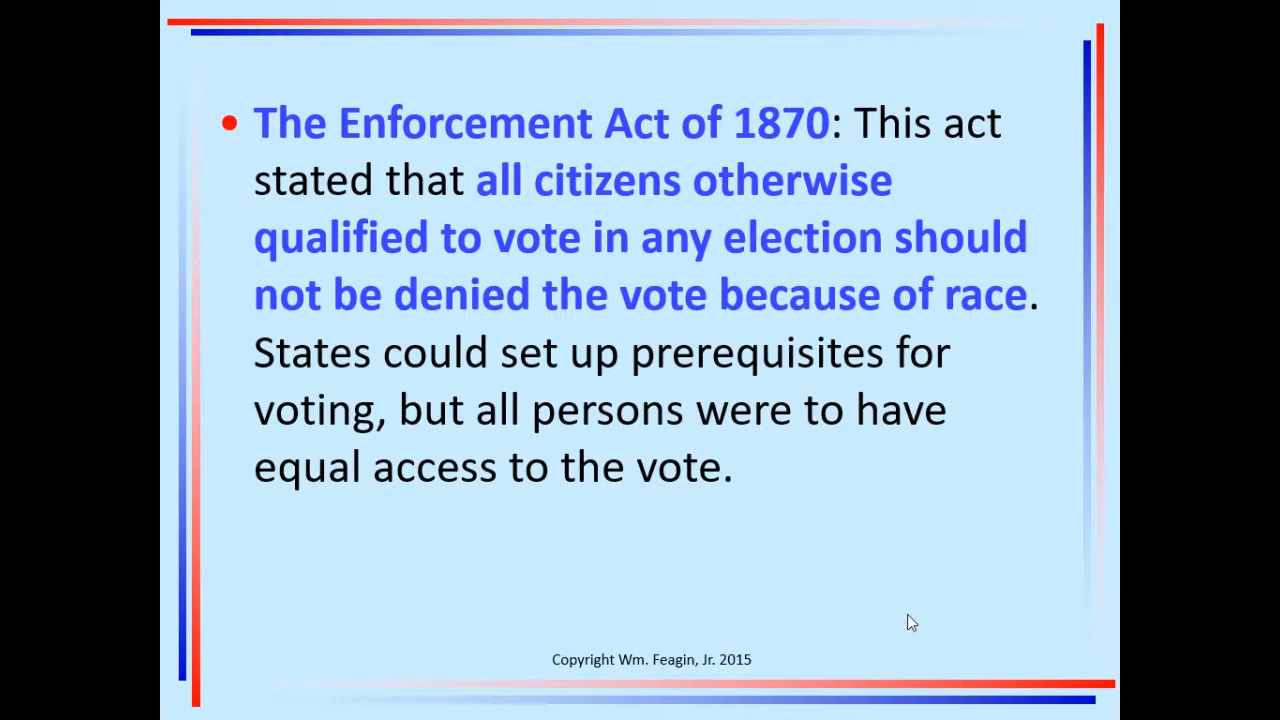 • The Enforcement Act of 1870: This act
stated that all citizens otherwise
qualified to vote in any election should
not be denied the vote because of race.
States could set up prerequisites for
voting, but all persons were to have
equal access to the vote.
Copyright Wm. Feagin, Jr. 2015